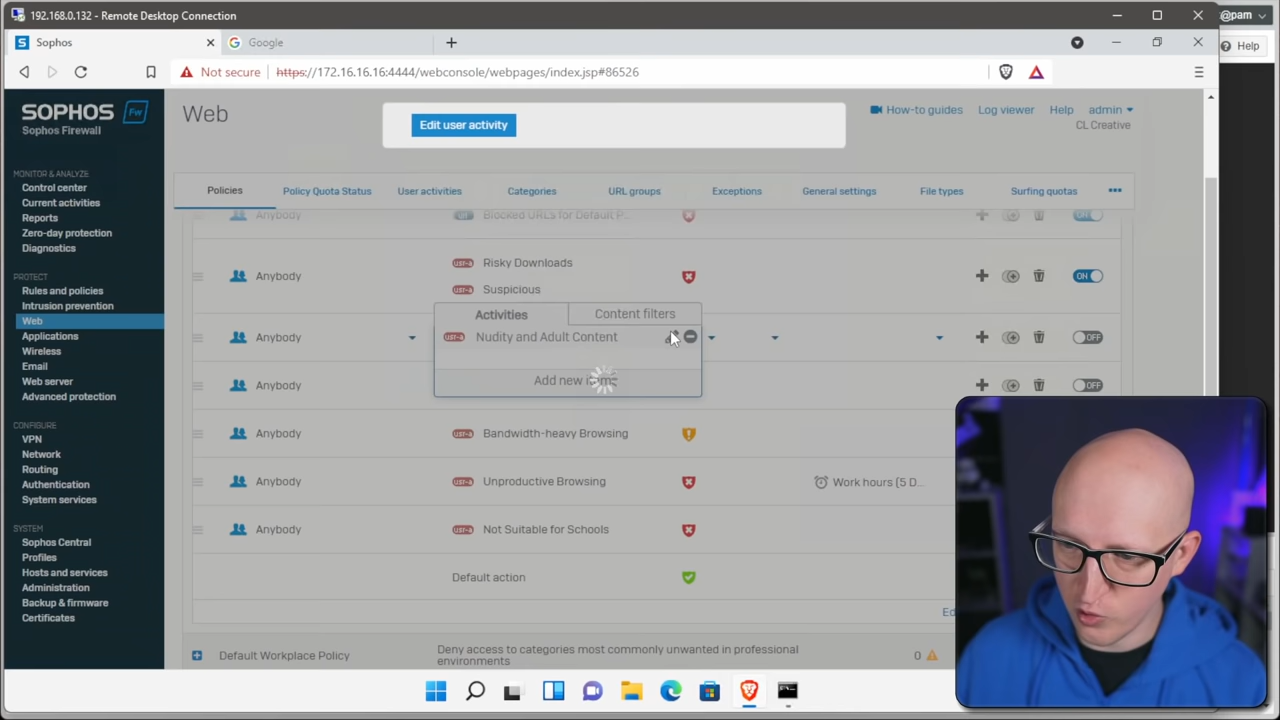 192.168.0.132 - Remote Desktop Connection
@pam
Sophos
Google
Help
Not secure
https://172.16.16.16:4444/webconsole/webpages/index.jsp#86526
SOPHOS
Fw
Sophos Firewall
Web
Edit user activity
How-to guides
Log viewer
Help
admin
CL Creative
MONITOR & ANALYZE
Control center
Current activities
Reports
Zero-day protection
Diagnostics
PROTECT
Rules and policies
Intrusion prevention
Web
Applications
Wireless
Email
Web server
Advanced protection
CONFIGURE
VPN
Network
Routing
Authentication
System services
SYSTEM
Sophos Central
Profiles
Hosts and services
Administration
Backup & firmware
Certificates
Policies
Policy Quota Status
User activities
Categories
URL groups
Exceptions
General settings
File types
Surfing quotas
Blocked URLs for Default P...
ON
Anybody
Risky Downloads
Suspicious
ON
Activities
Content filters
Anybody
Nudity and Adult Content
OFF
Add new
Anybody
OFF
Anybody
Bandwidth-heavy Browsing
Anybody
Unproductive Browsing
Work hours (5 D...
Anybody
Not Suitable for Schools
Default action
Default Workplace Policy
Deny access to categories most commonly unwanted in professional
environments
0